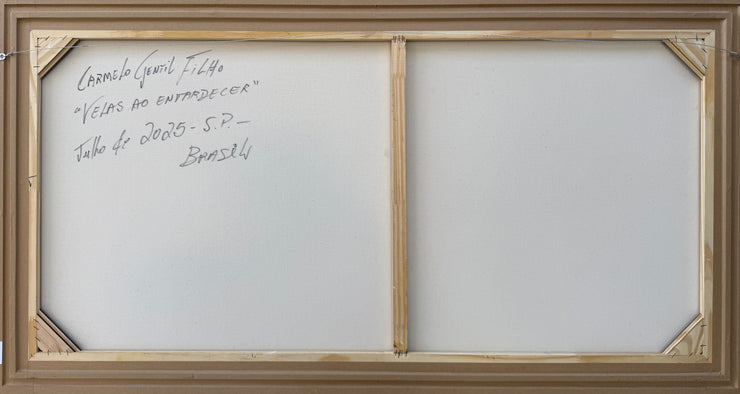 CARMELO GENTIL FILHO
"VELAS AO ENTARDECER"
Julho de 2025 - S.P. -
BRASIL